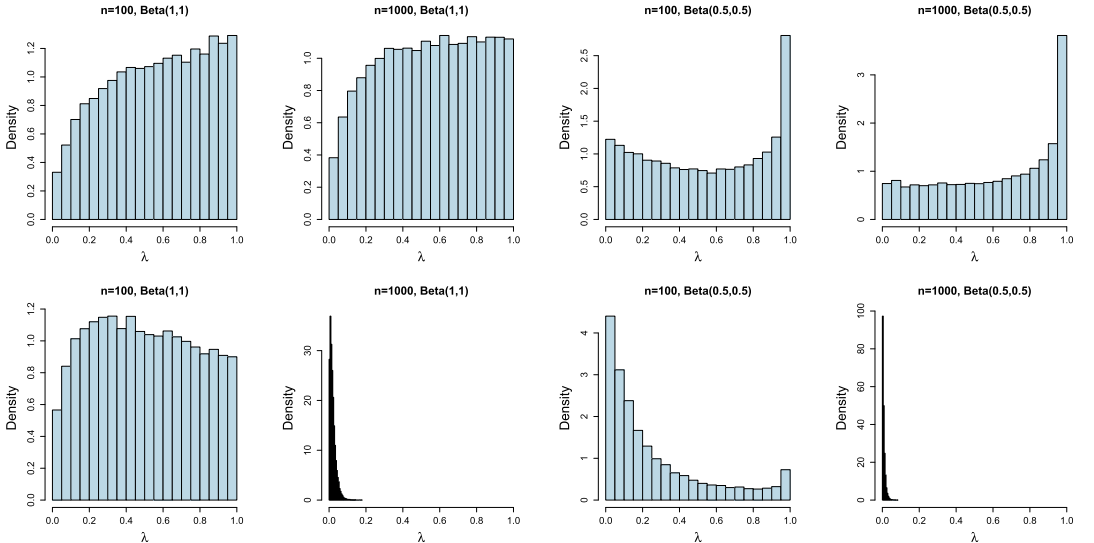 n=100, Beta(1,1)
n=1000, Beta(1,1)
n=100, Beta(0.5,0.5)
n=1000, Beta(0.5,0.5)
Density
0.0 0.2 0.4 0.6 0.8 1.0 1.2
0.0 0.2 0.4 0.6 0.8 1.0
λ
Density
0.0 0.2 0.4 0.6 0.8 1.0
0.0 0.2 0.4 0.6 0.8 1.0
λ
Density
0.0 0.5 1.0 1.5 2.0 2.5
0.0 0.2 0.4 0.6 0.8 1.0
λ
Density
0 1 2 3
0.0 0.2 0.4 0.6 0.8 1.0
λ
n=100, Beta(1,1)
n=1000, Beta(1,1)
n=100, Beta(0.5,0.5)
n=1000, Beta(0.5,0.5)
Density
0.0 0.2 0.4 0.6 0.8 1.0 1.2
0.0 0.2 0.4 0.6 0.8 1.0
λ
Density
0 10 20 30
0.0 0.2 0.4 0.6 0.8 1.0
λ
Density
0 1 2 3 4
0.0 0.2 0.4 0.6 0.8 1.0
λ
Density
0 20 40 60 80 100
0.0 0.2 0.4 0.6 0.8 1.0
λ